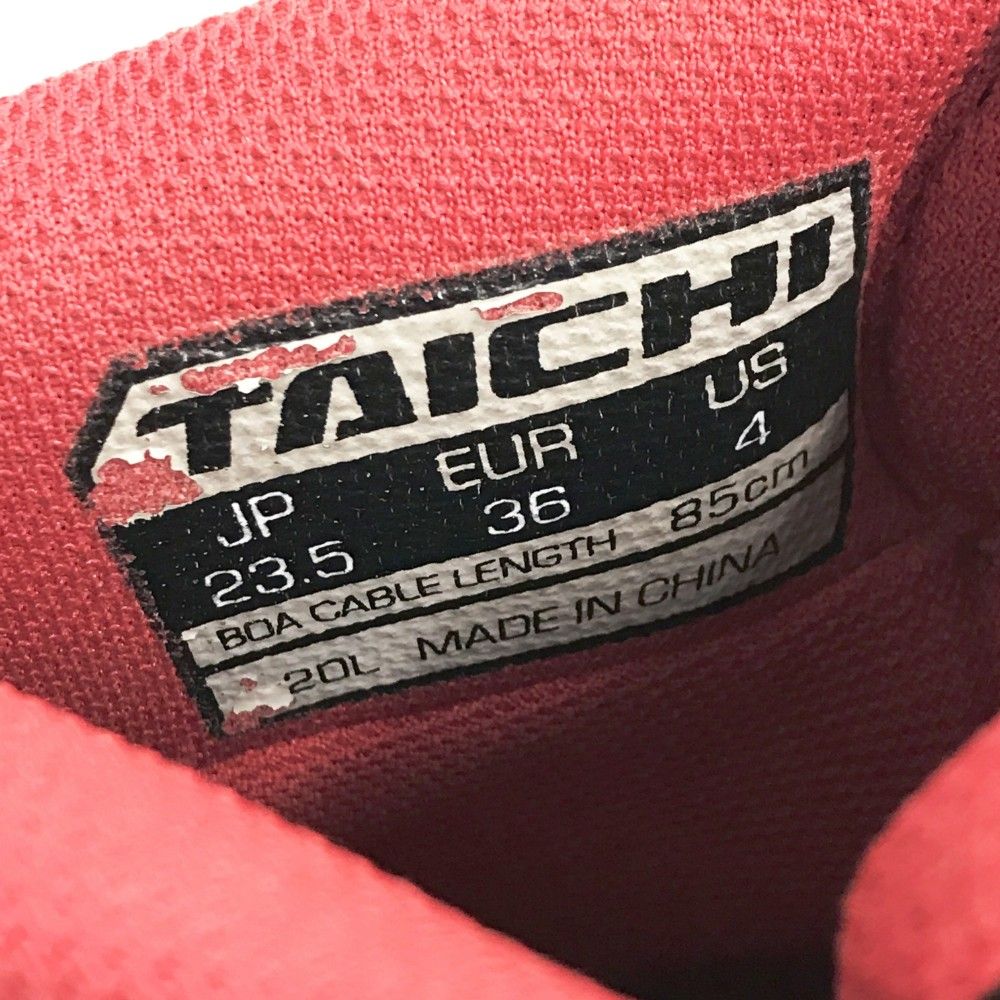 TAICHI
JP EUR US
23.5 36 4
BOA CABLE LENGTH 85cm
20L MADE IN CHINA